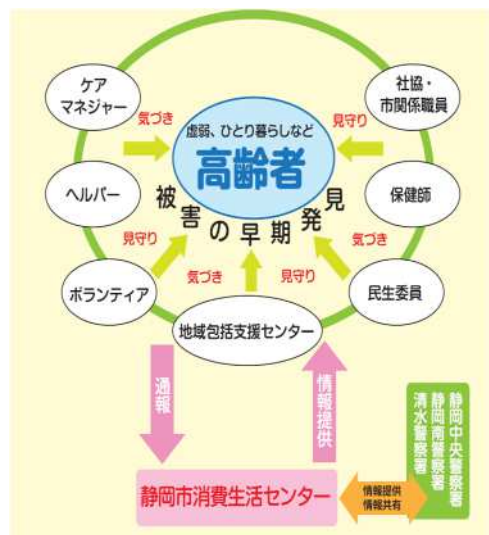 ケア
マネジャー
社協・
市関係職員
気づき
虚弱、ひとり暮らしなど
高齢者
見守り
ヘルパー
保健師
被害の早期発見
見守り
気づき
ボランティア
気づき
見守り
民生委員
地域包括支援センター
通報
情報提供
静岡中央警察署
静岡南警察署
清水警察署
静岡市消費生活センター
情報提供
情報共有